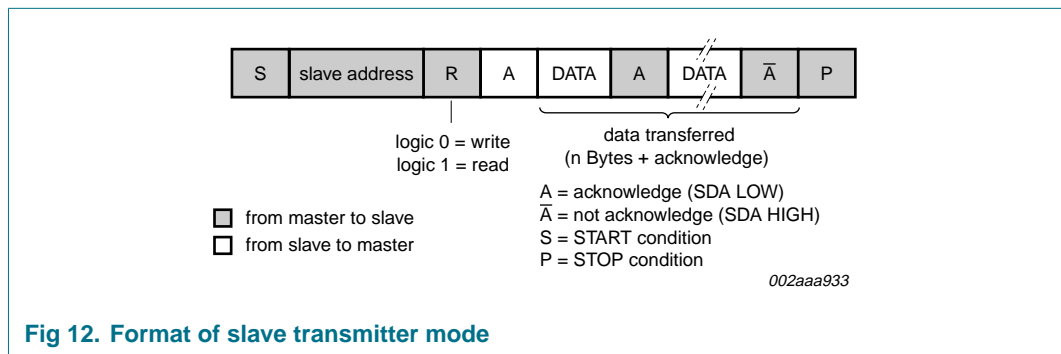 S slave address R A DATA A DATA A̅ P
logic 0 = write
logic 1 = read
data transferred
(n Bytes + acknowledge)
A = acknowledge (SDA LOW)
A̅ = not acknowledge (SDA HIGH)
S = START condition
P = STOP condition
from master to slave
from slave to master
002aaa933
Fig 12. Format of slave transmitter mode